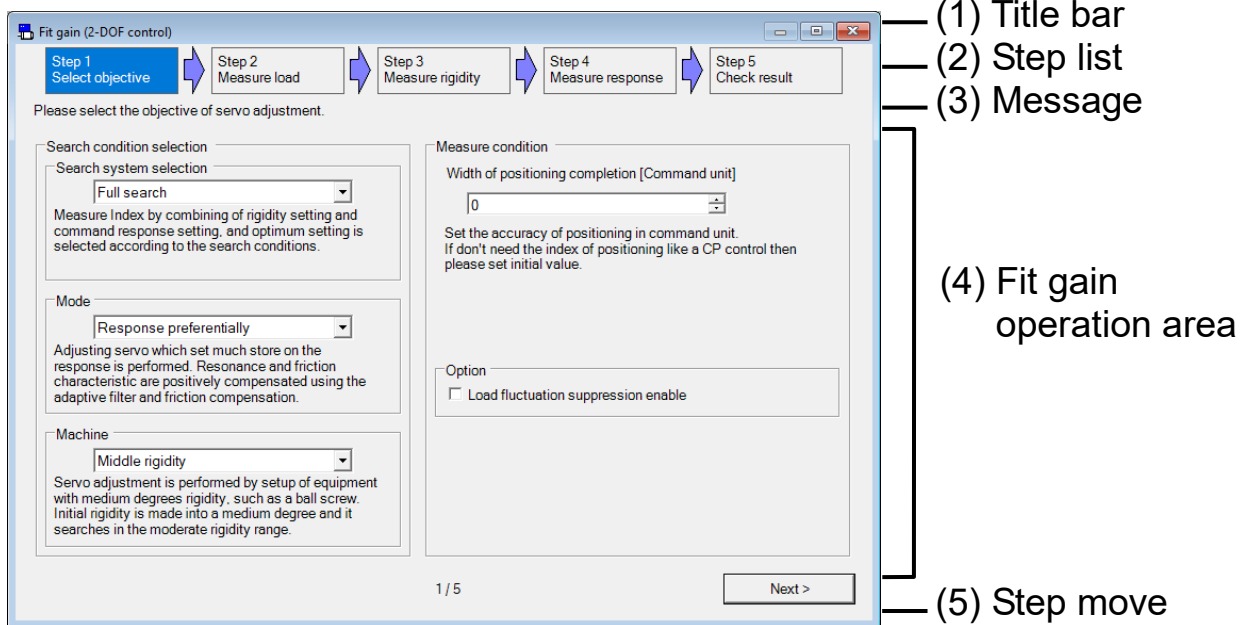 Fit gain (2-DOF control)
(1) Title bar
Step 1
Select objective
Step 2
Measure load
Step 3
Measure rigidity
Step 4
Measure response
Step 5
Check result
(2) Step list
Please select the objective of servo adjustment.
(3) Message
Search condition selection
Search system selection
Full search
Measure Index by combining of rigidity setting and
command response setting, and optimum setting is
selected according to the search conditions.
Mode
Response preferentially
Adjusting servo which set much store on the
response is performed. Resonance and friction
characteristic are positively compensated using the
adaptive filter and friction compensation.
Machine
Middle rigidity
Servo adjustment is performed by setup of equipment
with medium degrees rigidity, such as a ball screw.
Initial rigidity is made into a medium degree and it
searches in the moderate rigidity range.
Measure condition
Width of positioning completion [Command unit]
0
Set the accuracy of positioning in command unit.
If don't need the index of positioning like a CP control then
please set initial value.
Option
Load fluctuation suppression enable
(4) Fit gain
operation area
1 / 5
Next >
(5) Step move